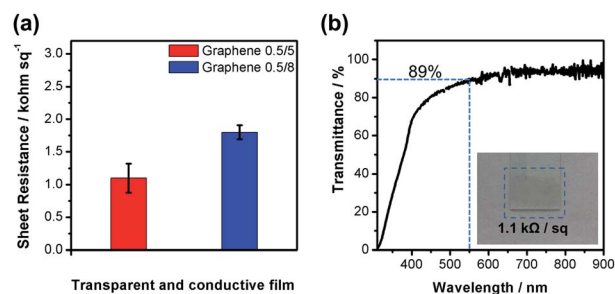 (a)
Sheet Resistance / kohm sq⁻¹
3.0
2.5
2.0
1.5
1.0
0.5
0.0
Graphene 0.5/5
Graphene 0.5/8
Transparent and conductive film
(b)
Transmittance / %
100
80
60
40
20
0
89%
1.1 kΩ / sq
400 500 600 700 800 900
Wavelength / nm